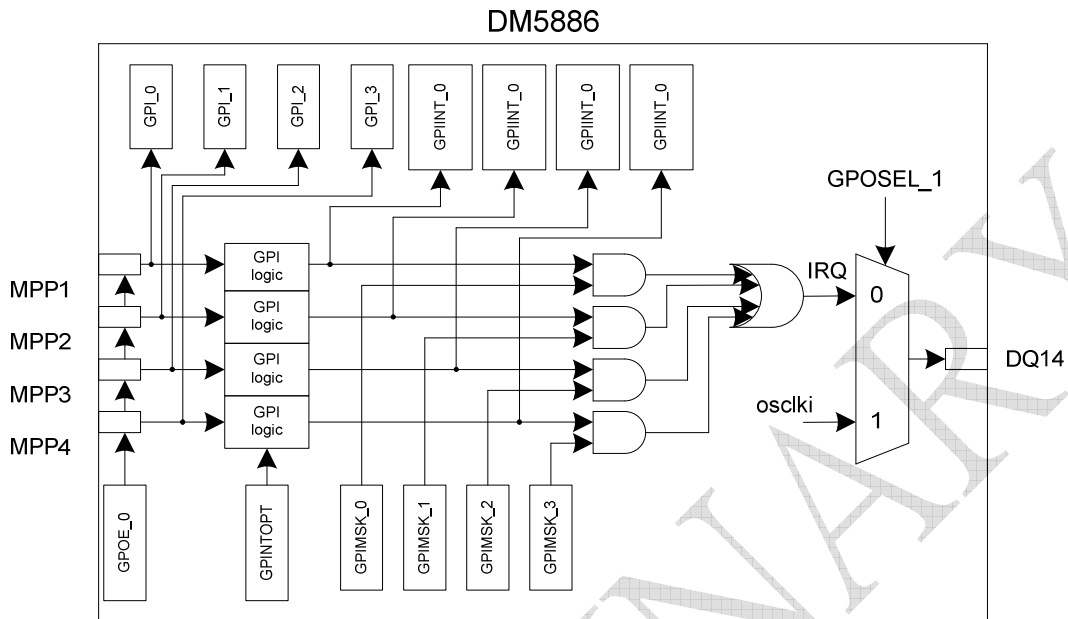 DM5886
GPI_0
GPI_1
GPI_2
GPI_3
GPIINT_0
GPIINT_0
GPIINT_0
GPIINT_0
GPOSEL_1
MPP1
MPP2
MPP3
MPP4
GPI
logic
GPI
logic
GPI
logic
GPI
logic
IRQ
0
osclki
1
DQ14
GPOE_0
GPINTOPT
GPIMSK_0
GPIMSK_1
GPIMSK_2
GPIMSK_3
NARY